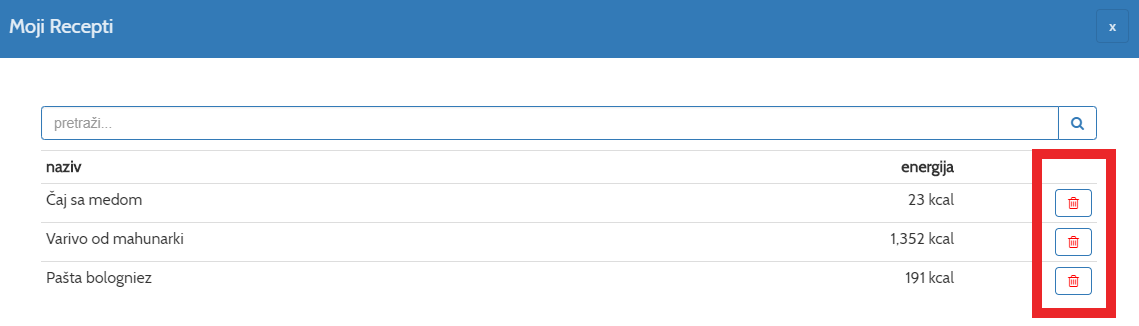 Moji Recepti
x
pretraži...
naziv energija
Čaj sa medom 23 kcal
Varivo od mahunarki 1,352 kcal
Pašta bologniez 191 kcal